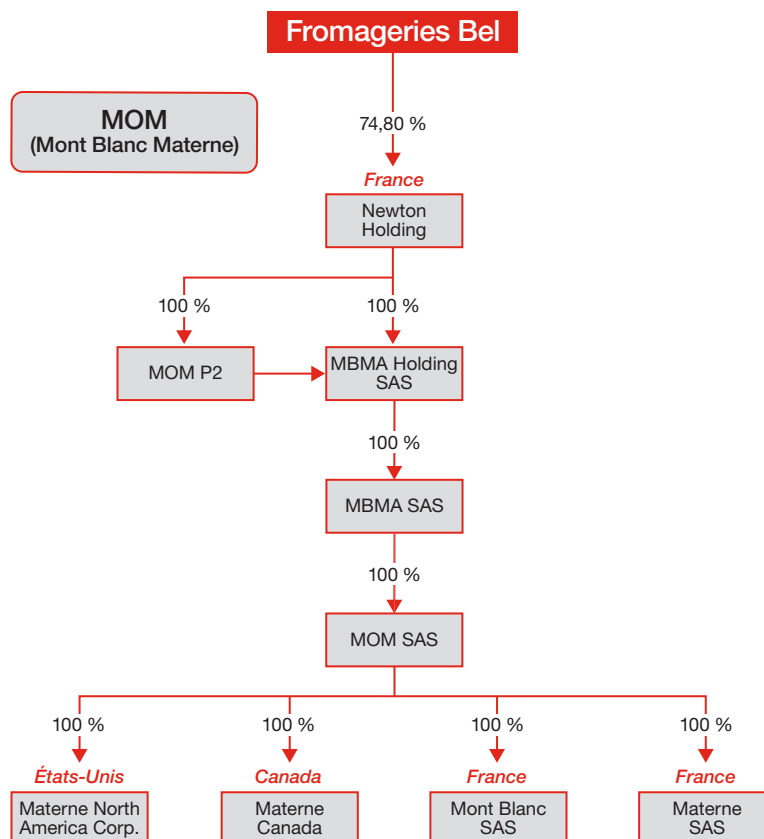 Fromageries Bel
MOM
(Mont Blanc Materne)
74,80 %
France
Newton
Holding
100 %
100 %
MOM P2
MBMA Holding
SAS
100 %
MBMA SAS
100 %
MOM SAS
100 %
100 %
100 %
100 %
États-Unis
Canada
France
France
Materne North
America Corp.
Materne
Canada
Mont Blanc
SAS
Materne
SAS